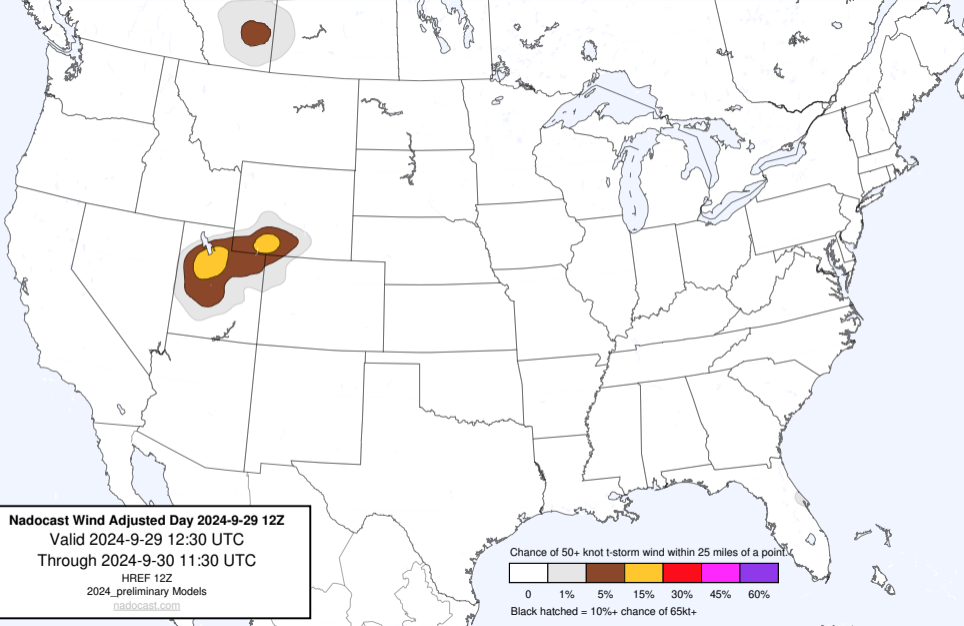 Nadocast Wind Adjusted Day 2024-9-29 12Z
Valid 2024-9-29 12:30 UTC
Through 2024-9-30 11:30 UTC
HREF 12Z
2024_preliminary Models
nadocast.com
Chance of 50+ knot t-storm wind within 25 miles of a point.
0 1% 5% 15% 30% 45% 60%
Black hatched = 10%+ chance of 65kt+